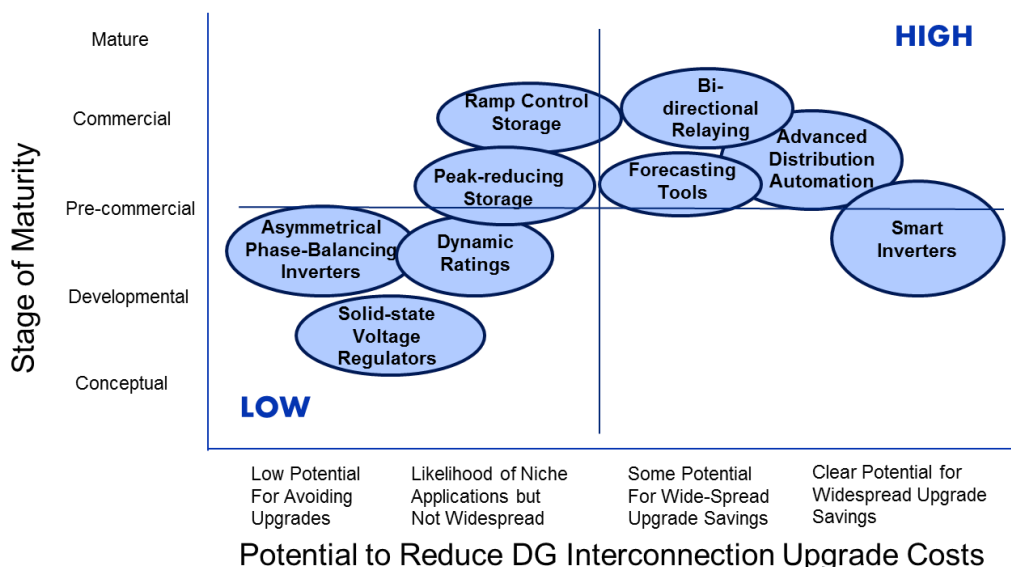 Mature
HIGH
Commercial
Ramp Control
Storage
Bi-
directional
Relaying
Advanced
Distribution
Automation
Peak-reducing
Storage
Forecasting
Tools
Pre-commercial
Asymmetrical
Phase-Balancing
Inverters
Dynamic
Ratings
Smart
Inverters
Developmental
Solid-state
Voltage
Regulators
Conceptual
LOW
Stage of Maturity
Low Potential
For Avoiding
Upgrades
Likelihood of Niche
Applications but
Not Widespread
Some Potential
For Wide-Spread
Upgrade Savings
Clear Potential for
Widespread Upgrade
Savings
Potential to Reduce DG Interconnection Upgrade Costs